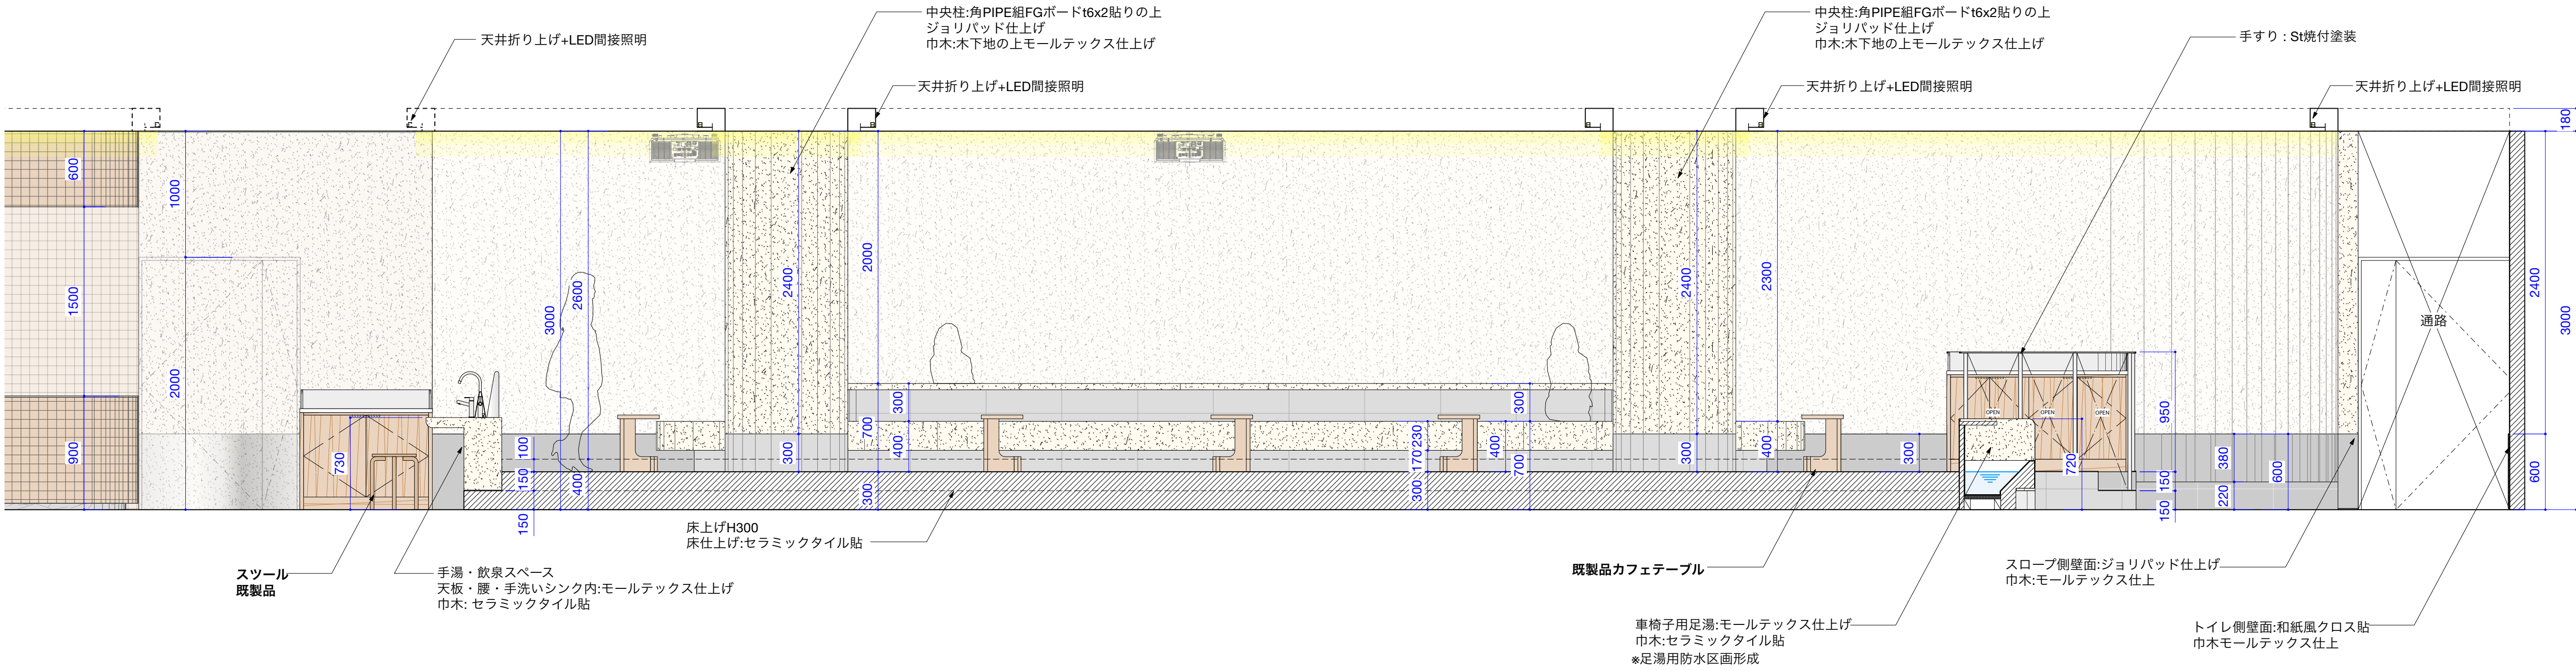 中央柱:角PIPE組FGボードt6x2貼りの上
ジョリパッド仕上げ
巾木:木下地の上モールテックス仕上げ
中央柱:角PIPE組FGボードt6x2貼りの上
ジョリパッド仕上げ
巾木:木下地の上モールテックス仕上げ
天井折り上げ+LED間接照明
手すり : St焼付塗装
天井折り上げ+LED間接照明
天井折り上げ+LED間接照明
天井折り上げ+LED間接照明
180
600
1500
900
1000
2000
730
3000
2600
400
100
150
150
2400
300
2000
700
300
300
400
300
230
170
300
400
700
2400
300
2300
400
300
OPEN
OPEN
OPEN
720
950
150
150
380
220
600
通路
2400
600
3000
床上げH300
床仕上げ:セラミックタイル貼
スツール
既製品
手湯・飲泉スペース
天板・腰・手洗いシンク内:モールテックス仕上げ
巾木: セラミックタイル貼
既製品カフェテーブル
スロープ側壁面:ジョリパッド仕上げ
巾木:モールテックス仕上
車椅子用足湯:モールテックス仕上げ
巾木:セラミックタイル貼
※足湯用防水区画形成
トイレ側壁面:和紙風クロス貼
巾木モールテックス仕上